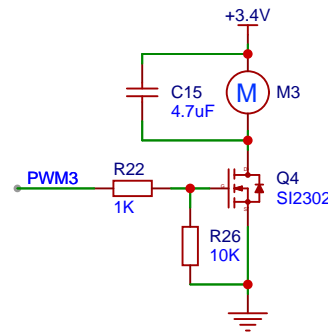 +3.4V
C15
4.7uF
M
M3
PWM3
R22
1K
D
G
S
Q4
SI2302
R26
10K